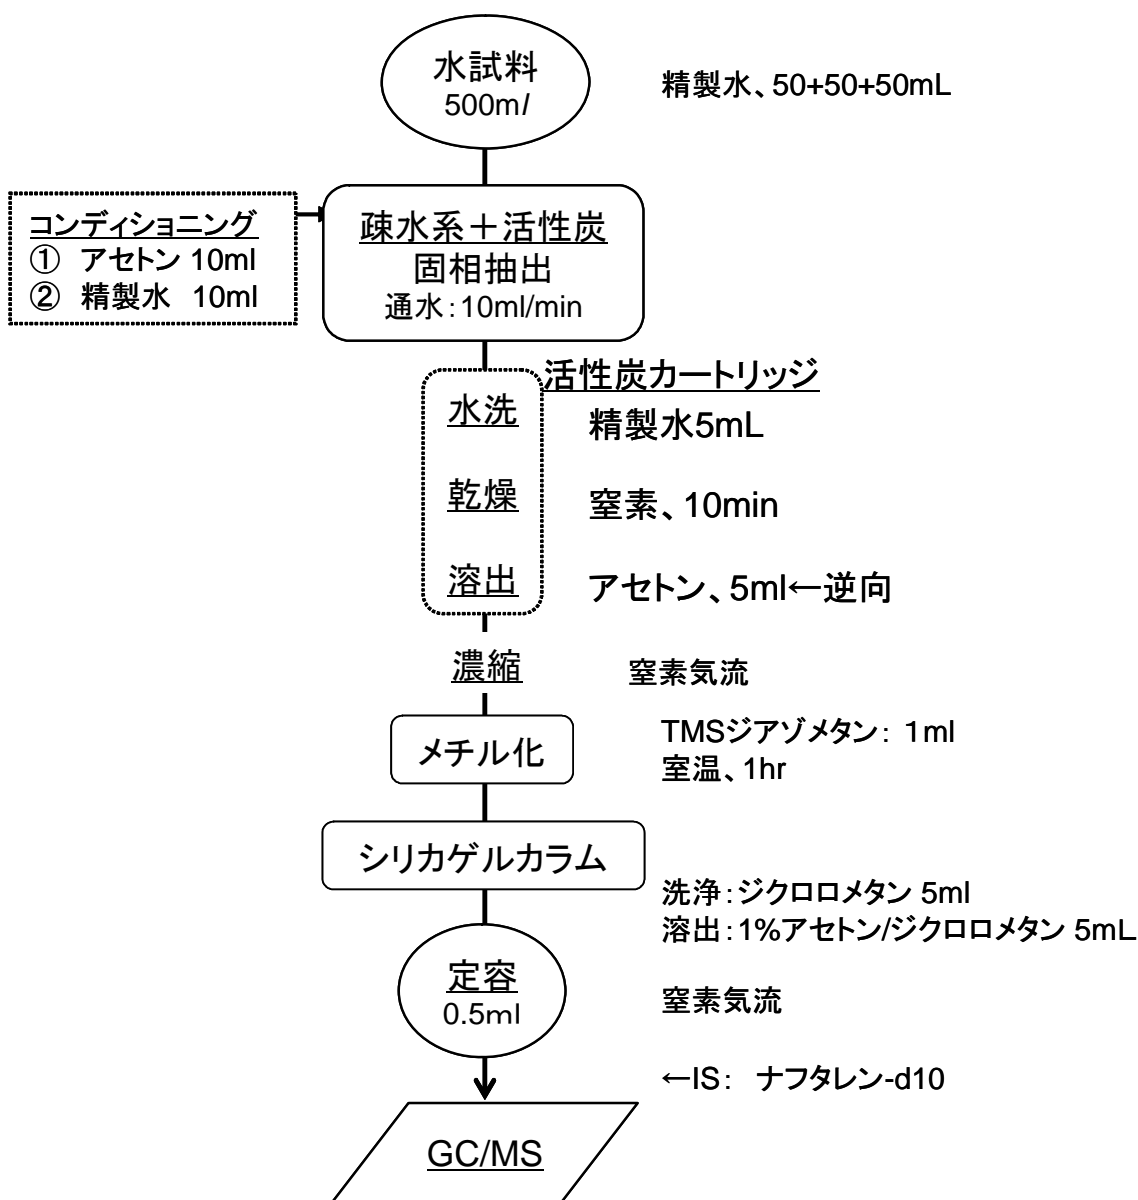 水試料
500ml
精製水、50+50+50mL
コンディショニング
① アセトン 10ml
② 精製水 10ml
疎水系＋活性炭
固相抽出
通水：10ml/min
活性炭カートリッジ
水洗
精製水5mL
乾燥
窒素、10min
溶出
アセトン、5ml←逆向
濃縮
窒素気流
メチル化
TMSジアゾメタン： 1ml
室温、1hr
シリカゲルカラム
洗浄：ジクロロメタン 5ml
溶出：1%アセトン/ジクロロメタン 5mL
定容
0.5ml
窒素気流
←IS： ナフタレン-d10
GC/MS